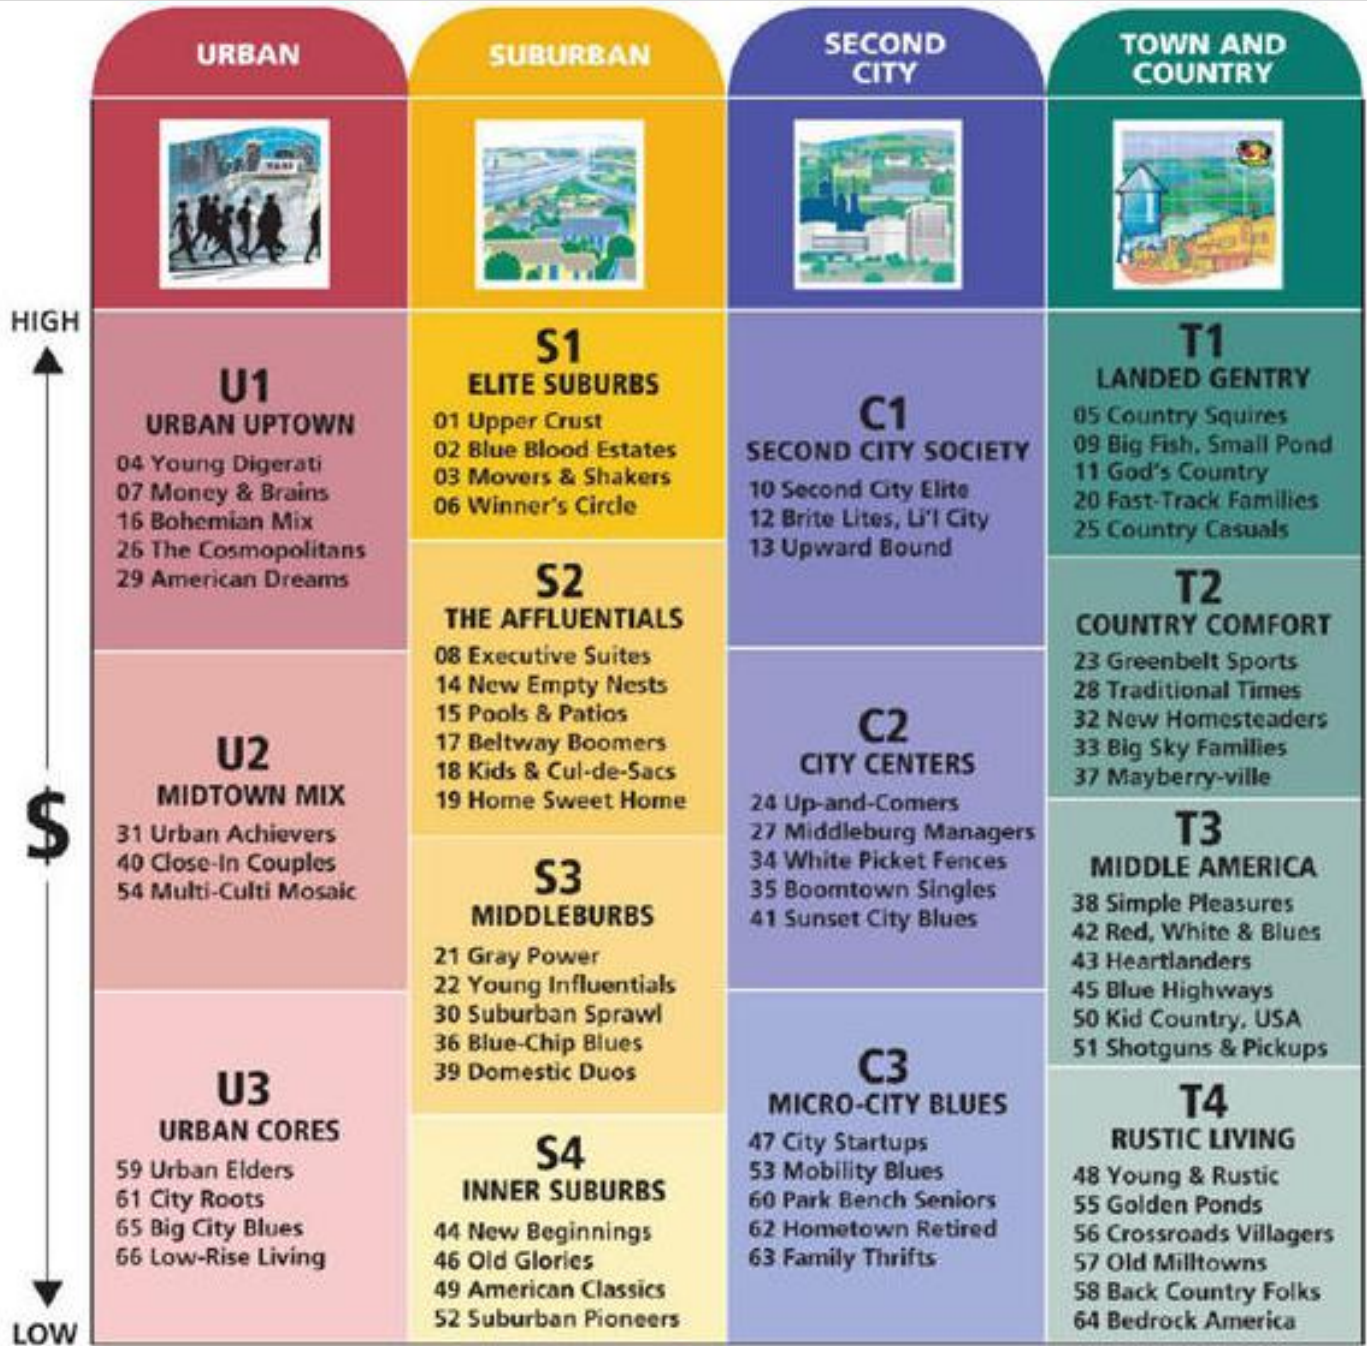 URBAN
SUBURBAN
SECOND
CITY
TOWN AND
COUNTRY
TAXI
HIGH
$
LOW
U1
URBAN UPTOWN
04 Young Digerati
07 Money & Brains
16 Bohemian Mix
26 The Cosmopolitans
29 American Dreams
U2
MIDTOWN MIX
31 Urban Achievers
40 Close-In Couples
54 Multi-Culti Mosaic
U3
URBAN CORES
59 Urban Elders
61 City Roots
65 Big City Blues
66 Low-Rise Living
S1
ELITE SUBURBS
01 Upper Crust
02 Blue Blood Estates
03 Movers & Shakers
06 Winner's Circle
S2
THE AFFLUENTIALS
08 Executive Suites
14 New Empty Nests
15 Pools & Patios
17 Beltway Boomers
18 Kids & Cul-de-Sacs
19 Home Sweet Home
S3
MIDDLEBURBS
21 Gray Power
22 Young Influentials
30 Suburban Sprawl
36 Blue-Chip Blues
39 Domestic Duos
S4
INNER SUBURBS
44 New Beginnings
46 Old Glories
49 American Classics
52 Suburban Pioneers
C1
SECOND CITY SOCIETY
10 Second City Elite
12 Brite Lites, Li'l City
13 Upward Bound
C2
CITY CENTERS
24 Up-and-Comers
27 Middleburg Managers
34 White Picket Fences
35 Boomtown Singles
41 Sunset City Blues
C3
MICRO-CITY BLUES
47 City Startups
53 Mobility Blues
60 Park Bench Seniors
62 Hometown Retired
63 Family Thrifts
T1
LANDED GENTRY
05 Country Squires
09 Big Fish, Small Pond
11 God's Country
20 Fast-Track Families
25 Country Casuals
T2
COUNTRY COMFORT
23 Greenbelt Sports
28 Traditional Times
32 New Homesteaders
33 Big Sky Families
37 Mayberry-ville
T3
MIDDLE AMERICA
38 Simple Pleasures
42 Red, White & Blues
43 Heartlanders
45 Blue Highways
50 Kid Country, USA
51 Shotguns & Pickups
T4
RUSTIC LIVING
48 Young & Rustic
55 Golden Ponds
56 Crossroads Villagers
57 Old Milltowns
58 Back Country Folks
64 Bedrock America